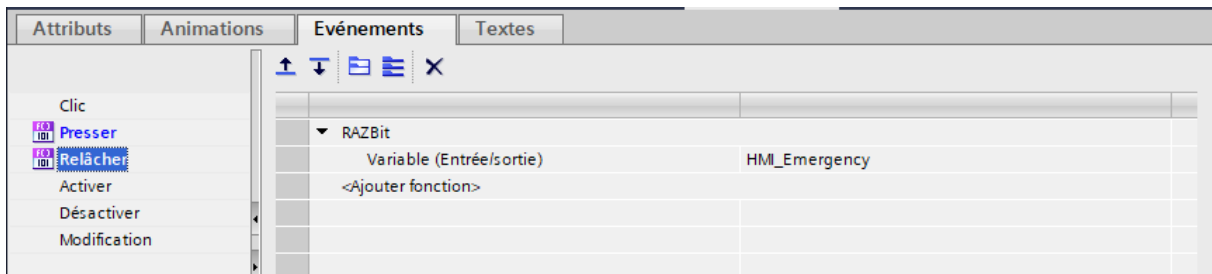 Attributs Animations Evénements Textes
Clic
Presser RAZBit
Relâcher Variable (Entrée/sortie) HMI_Emergency
Activer <Ajouter fonction>
Désactiver
Modification